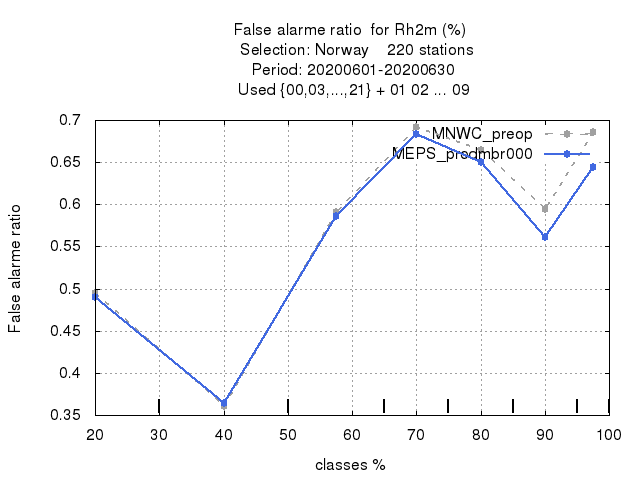 False alarme ratio  for Rh2m (%)
Selection: Norway    220 stations
Period: 20200601-20200630
Used {00,03,...,21} + 01 02 ... 09
MNWC_preop
MEPS_prodmbr000
0.7
0.65
0.6
0.55
0.5
0.45
0.4
0.35
False alarme ratio
20 30 40 50 60 70 80 90 100
classes %